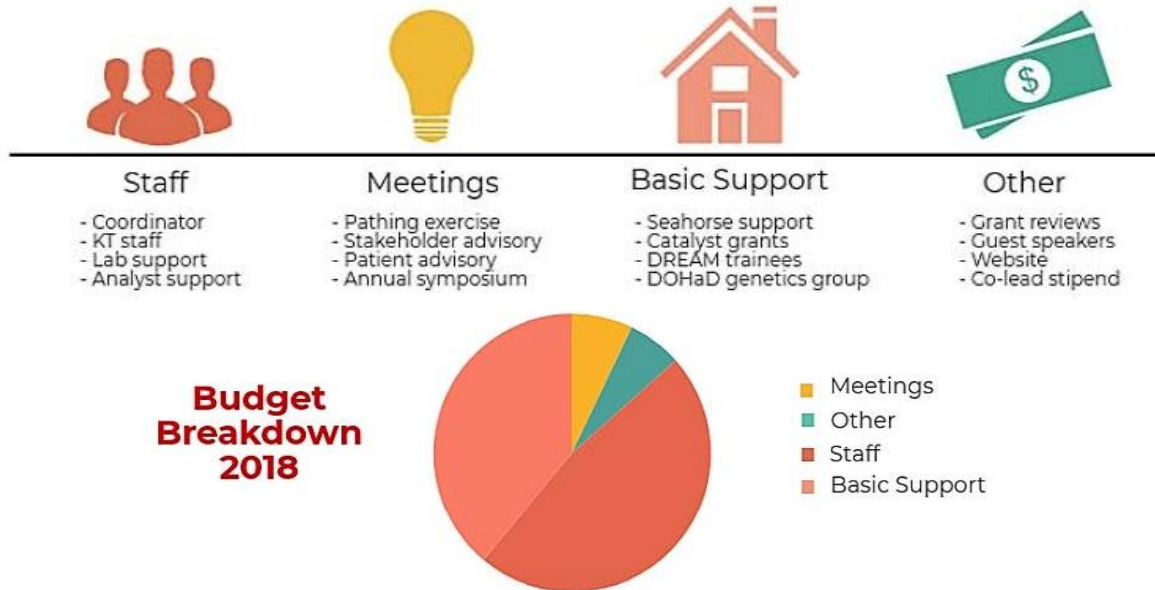 $
Staff
- Coordinator
- KT staff
- Lab support
- Analyst support
Meetings
- Pathing exercise
- Stakeholder advisory
- Patient advisory
- Annual symposium
Basic Support
- Seahorse support
- Catalyst grants
- DREAM trainees
- DOHaD genetics group
Other
- Grant reviews
- Guest speakers
- Website
- Co-lead stipend
Budget
Breakdown
2018
Meetings
Other
Staff
Basic Support